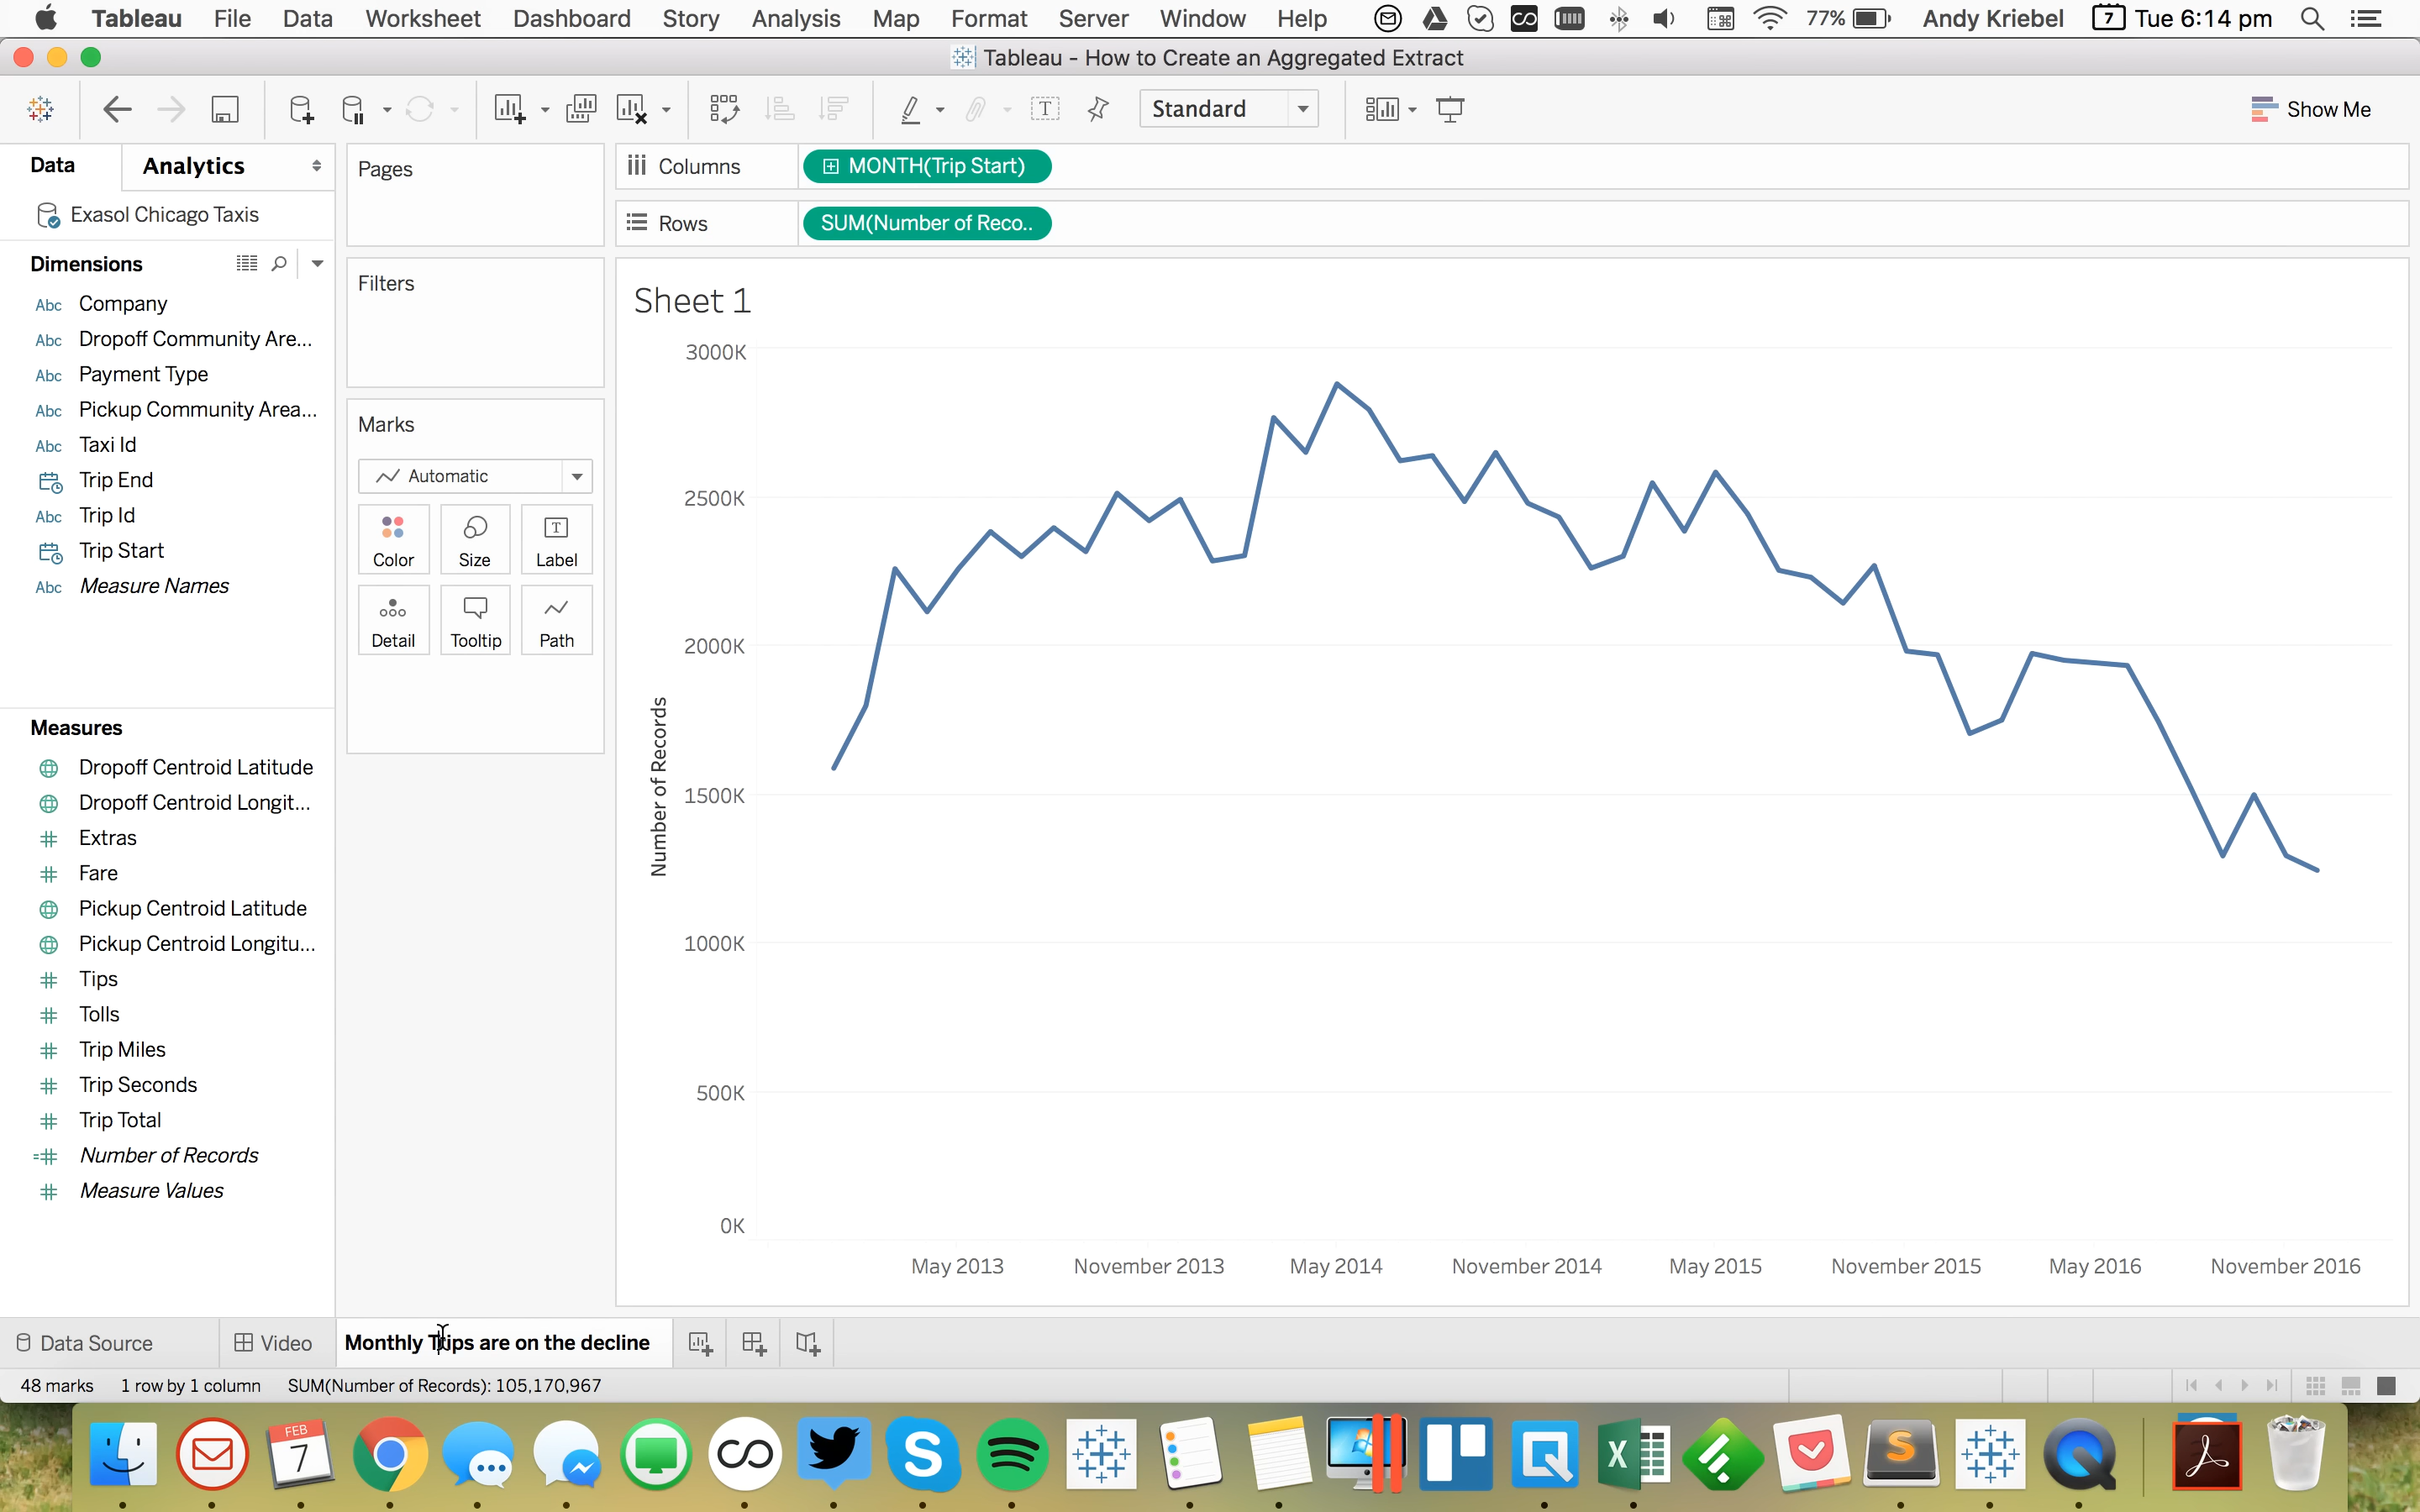 Tableau File Data Worksheet Dashboard Story Analysis Map Format Server Window Help 77% Andy Kriebel 7 Tue 6:14 pm
Tableau - How to Create an Aggregated Extract
Standard Show Me
Data Analytics
Exasol Chicago Taxis
Dimensions
Abc Company
Abc Dropoff Community Are...
Abc Payment Type
Abc Pickup Community Area...
Abc Taxi Id
Trip End
Abc Trip Id
Trip Start
Abc Measure Names
Measures
Dropoff Centroid Latitude
Dropoff Centroid Longit...
# Extras
# Fare
Pickup Centroid Latitude
Pickup Centroid Longitu...
# Tips
# Tolls
# Trip Miles
# Trip Seconds
# Trip Total
=# Number of Records
# Measure Values
Pages
Filters
Marks
Automatic
Color Size Label
Detail Tooltip Path
Columns MONTH(Trip Start)
Rows SUM(Number of Reco..
Sheet 1
Number of Records
3000K
2500K
2000K
1500K
1000K
500K
0K
May 2013 November 2013 May 2014 November 2014 May 2015 November 2015 May 2016 November 2016
Data Source Video Monthly Trips are on the decline
48 marks 1 row by 1 column SUM(Number of Records): 105,170,967
FEB
7